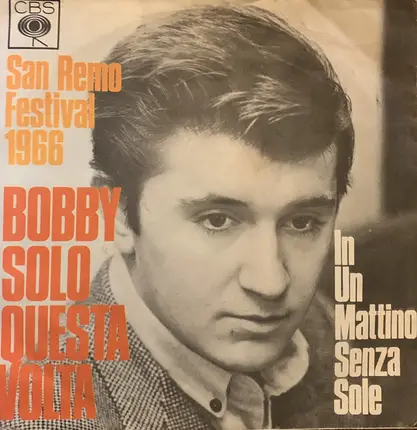 CBS
San Remo
Festival
1966
BOBBY
SOLO
QUESTA
VOLTA
In
Un
Mattino
Senza
Sole